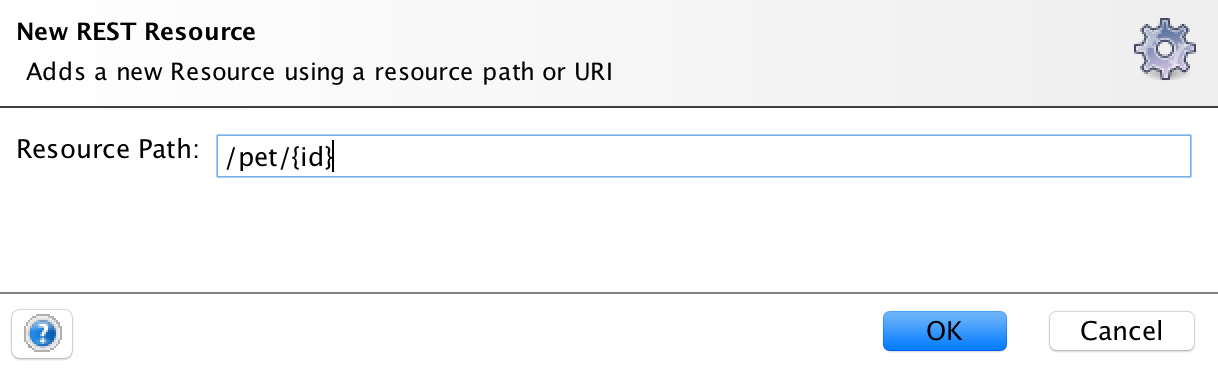 New REST Resource
Adds a new Resource using a resource path or URI
Resource Path: /pet/{id}
?
OK Cancel